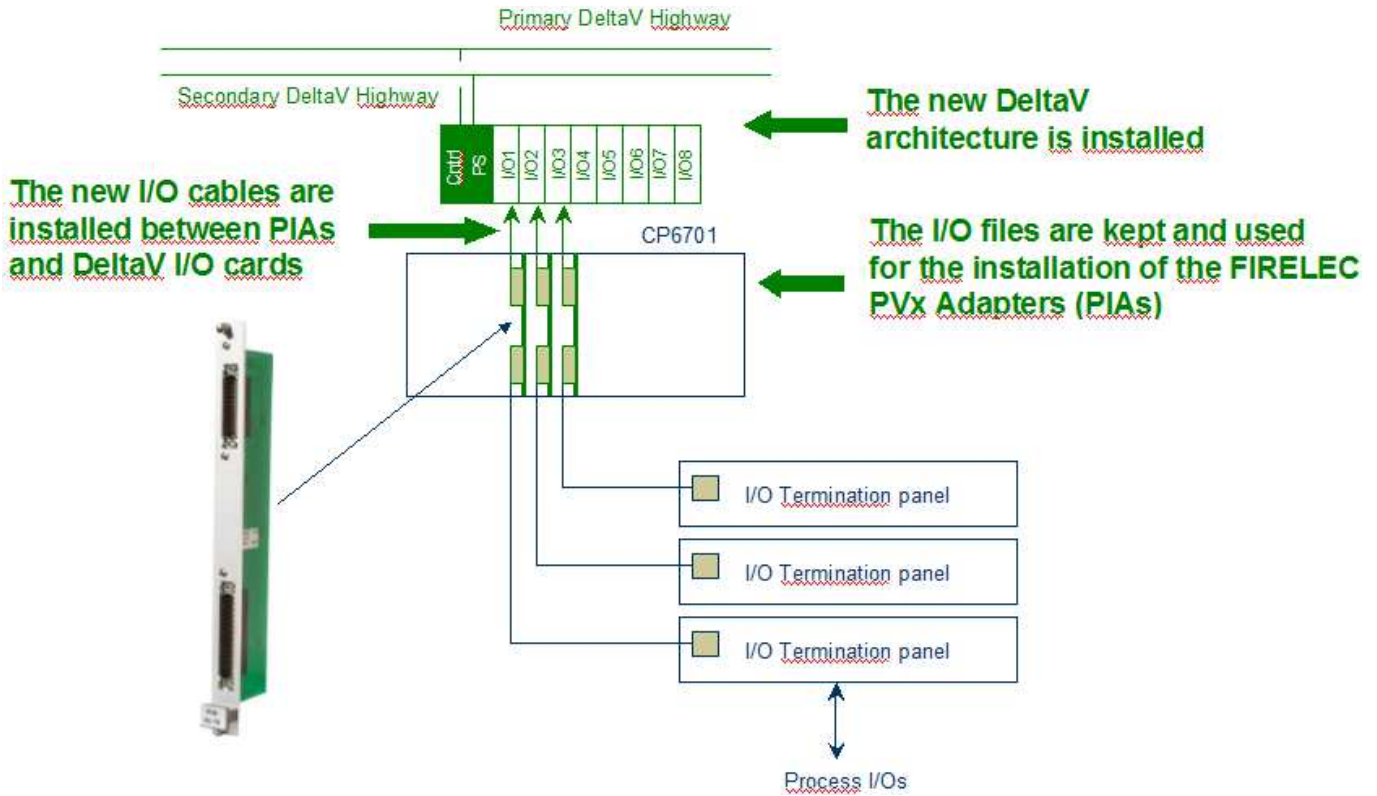 Primary DeltaV Highway
Secondary DeltaV Highway
The new DeltaV
architecture is installed
Cntrl
PS
I/O1
I/O2
I/O3
I/O4
I/O5
I/O6
I/O7
I/O8
The new I/O cables are
installed between PIAs
and DeltaV I/O cards
CP6701
The I/O files are kept and used
for the installation of the FIRELEC
PVx Adapters (PIAs)
I/O Termination panel
I/O Termination panel
I/O Termination panel
Process I/Os